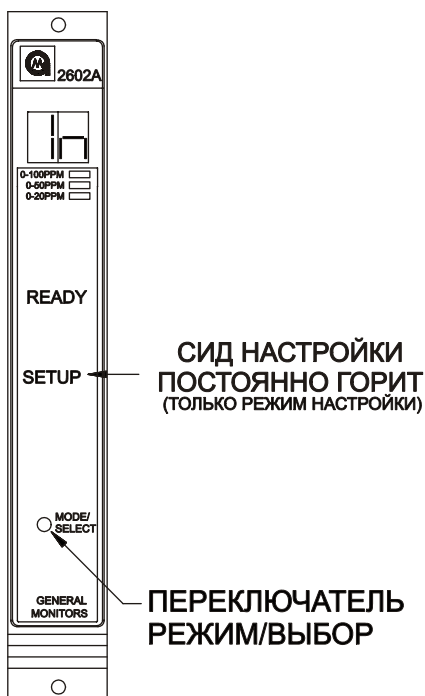 2602A
In
0-100PPM
0-50PPM
0-20PPM
READY
SETUP
СИД НАСТРОЙКИ
ПОСТОЯННО ГОРИТ
(ТОЛЬКО РЕЖИМ НАСТРОЙКИ)
MODE/
SELECT
ПЕРЕКЛЮЧАТЕЛЬ
РЕЖИМ/ВЫБОР
GENERAL
MONITORS